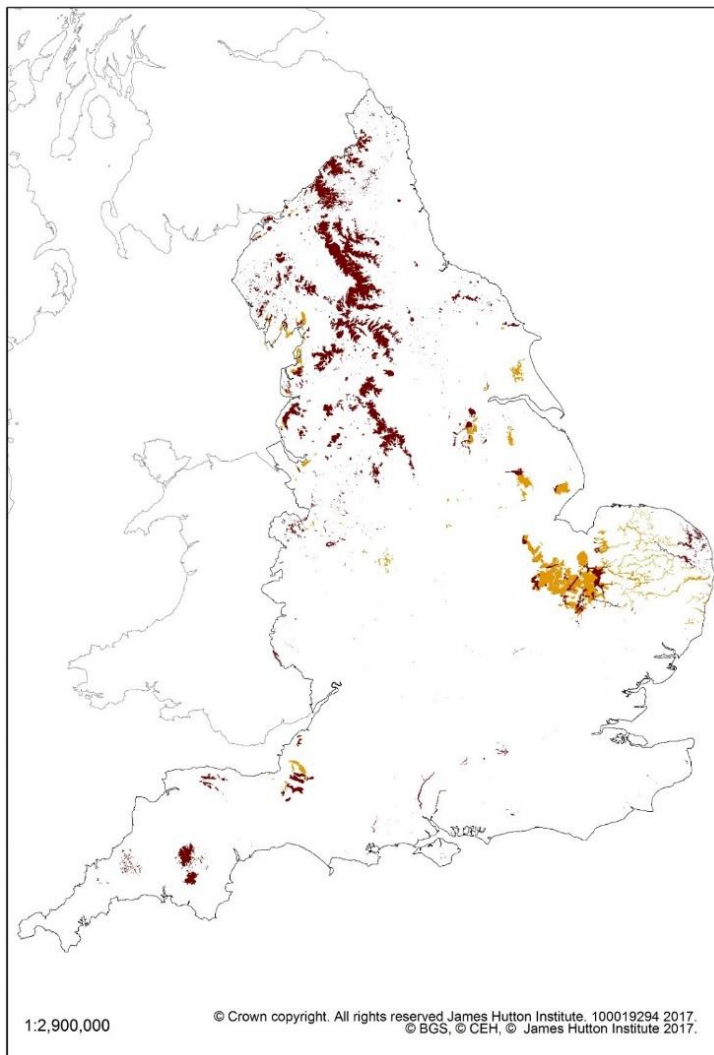 1:2,900,000
© Crown copyright. All rights reserved James Hutton Institute. 100019294 2017.
© BGS, © CEH, © James Hutton Institute 2017.